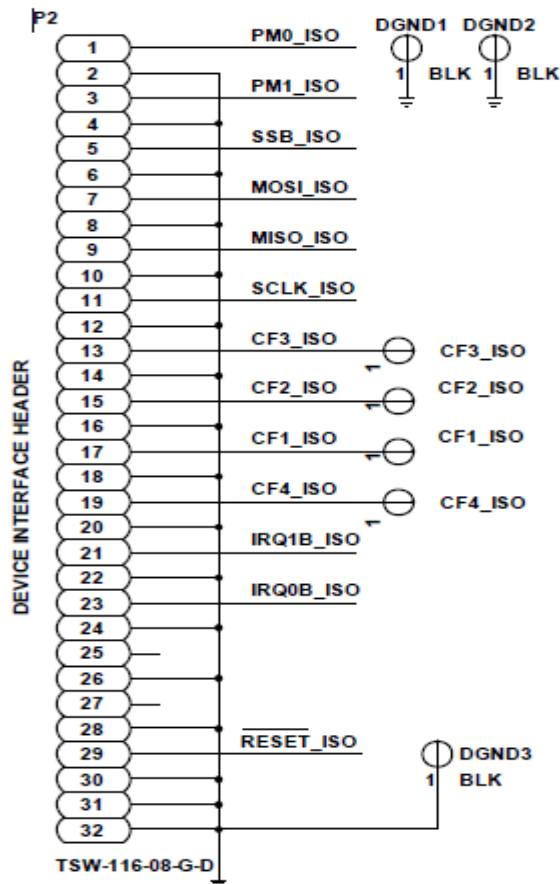 P2
DGND1 DGND2
1 PM0_ISO
1 BLK 1 BLK
2
3 PM1_ISO
4
5 SSB_ISO
6
7 MOSI_ISO
8
9 MISO_ISO
10
11 SCLK_ISO
12
13 CF3_ISO 1 CF3_ISO
14
15 CF2_ISO 1 CF2_ISO
16
17 CF1_ISO 1 CF1_ISO
18
19 CF4_ISO 1 CF4_ISO
20
21 IRQ1B_ISO
22
23 IRQ0B_ISO
24
25
26
27
28
29 RESET_ISO
30
31
32
DGND3
1 BLK
DEVICE INTERFACE HEADER
TSW-116-08-G-D